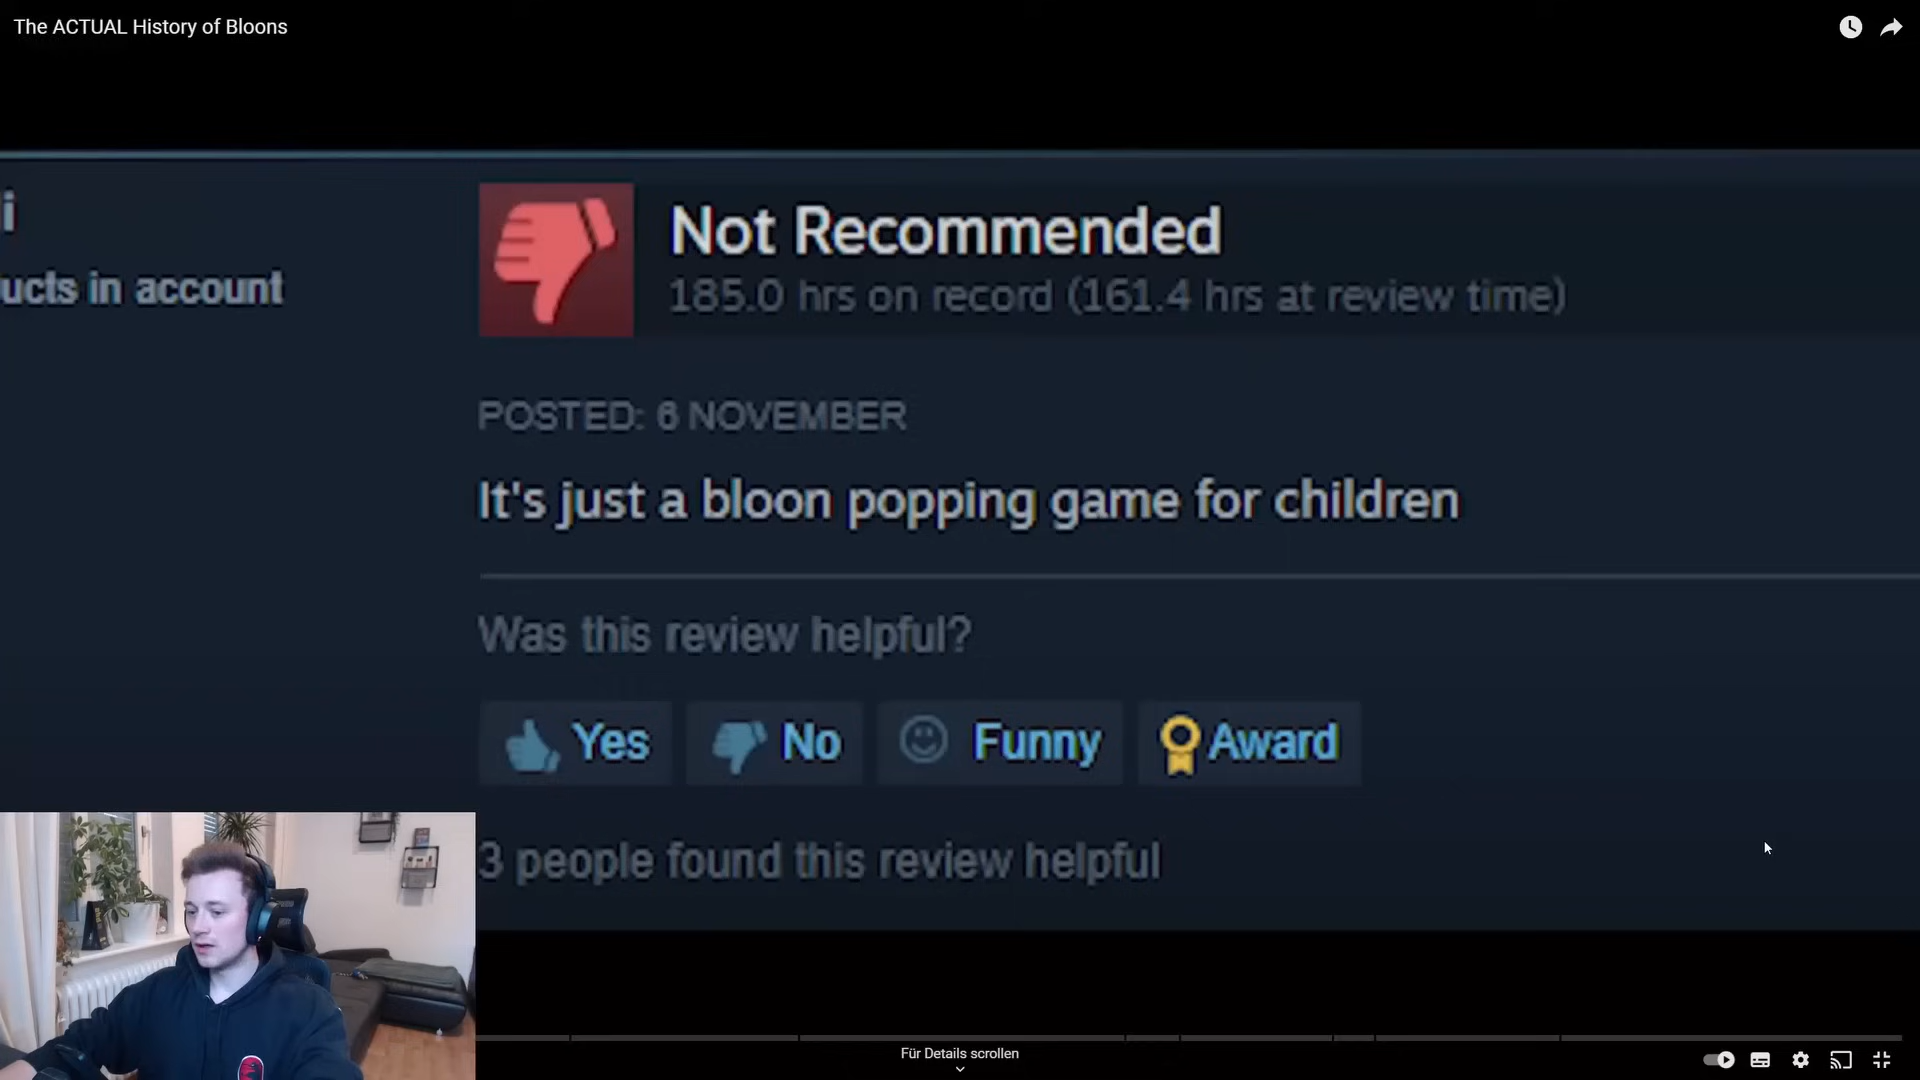 The ACTUAL History of Bloons
i
ucts in account
Not Recommended
185.0 hrs on record (161.4 hrs at review time)
POSTED: 6 NOVEMBER
It's just a bloon popping game for children
Was this review helpful?
Yes
No
Funny
Award
3 people found this review helpful
Für Details scrollen